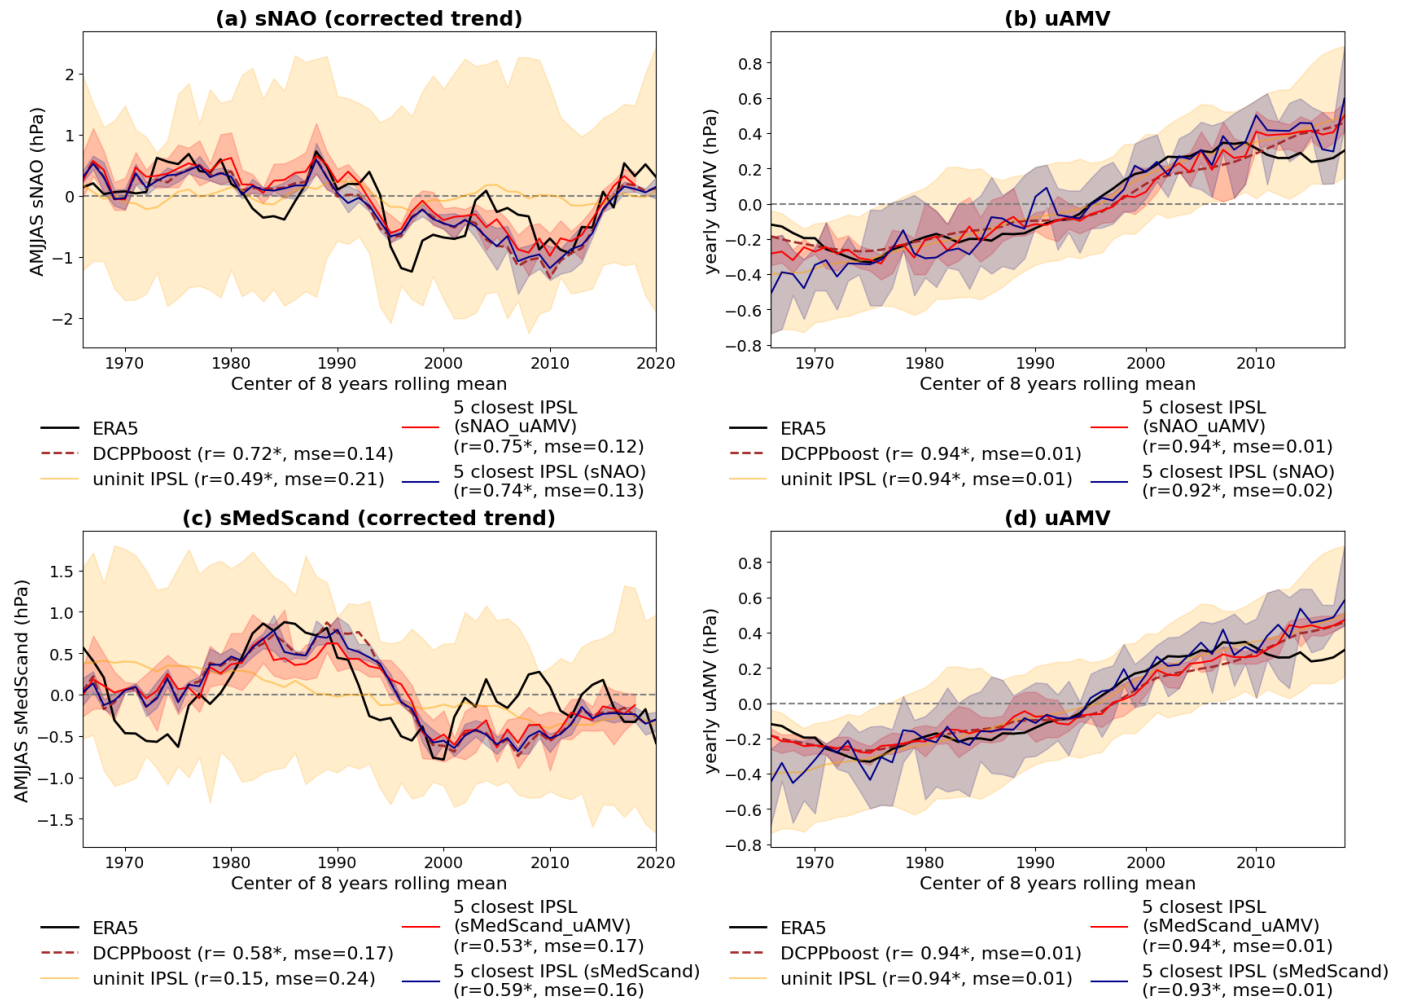 (a) sNAO (corrected trend)
AMJJAS sNAO (hPa)
2
1
0
−1
−2
1970 1980 1990 2000 2010 2020
Center of 8 years rolling mean
ERA5
DCPPboost (r= 0.72*, mse=0.14)
uninit IPSL (r=0.49*, mse=0.21)
5 closest IPSL
(sNAO_uAMV)
(r=0.75*, mse=0.12)
5 closest IPSL (sNAO)
(r=0.74*, mse=0.13)
(b) uAMV
yearly uAMV (hPa)
0.8
0.6
0.4
0.2
0.0
−0.2
−0.4
−0.6
−0.8
1970 1980 1990 2000 2010
Center of 8 years rolling mean
ERA5
DCPPboost (r= 0.94*, mse=0.01)
uninit IPSL (r=0.94*, mse=0.01)
5 closest IPSL
(sNAO_uAMV)
(r=0.94*, mse=0.01)
5 closest IPSL (sNAO)
(r=0.92*, mse=0.02)
(c) sMedScand (corrected trend)
AMJJAS sMedScand (hPa)
1.5
1.0
0.5
0.0
−0.5
−1.0
−1.5
1970 1980 1990 2000 2010 2020
Center of 8 years rolling mean
ERA5
DCPPboost (r= 0.58*, mse=0.17)
uninit IPSL (r=0.15, mse=0.24)
5 closest IPSL
(sMedScand_uAMV)
(r=0.53*, mse=0.17)
5 closest IPSL (sMedScand)
(r=0.59*, mse=0.16)
(d) uAMV
yearly uAMV (hPa)
0.8
0.6
0.4
0.2
0.0
−0.2
−0.4
−0.6
−0.8
1970 1980 1990 2000 2010
Center of 8 years rolling mean
ERA5
DCPPboost (r= 0.94*, mse=0.01)
uninit IPSL (r=0.94*, mse=0.01)
5 closest IPSL
(sMedScand_uAMV)
(r=0.94*, mse=0.01)
5 closest IPSL (sMedScand)
(r=0.93*, mse=0.01)